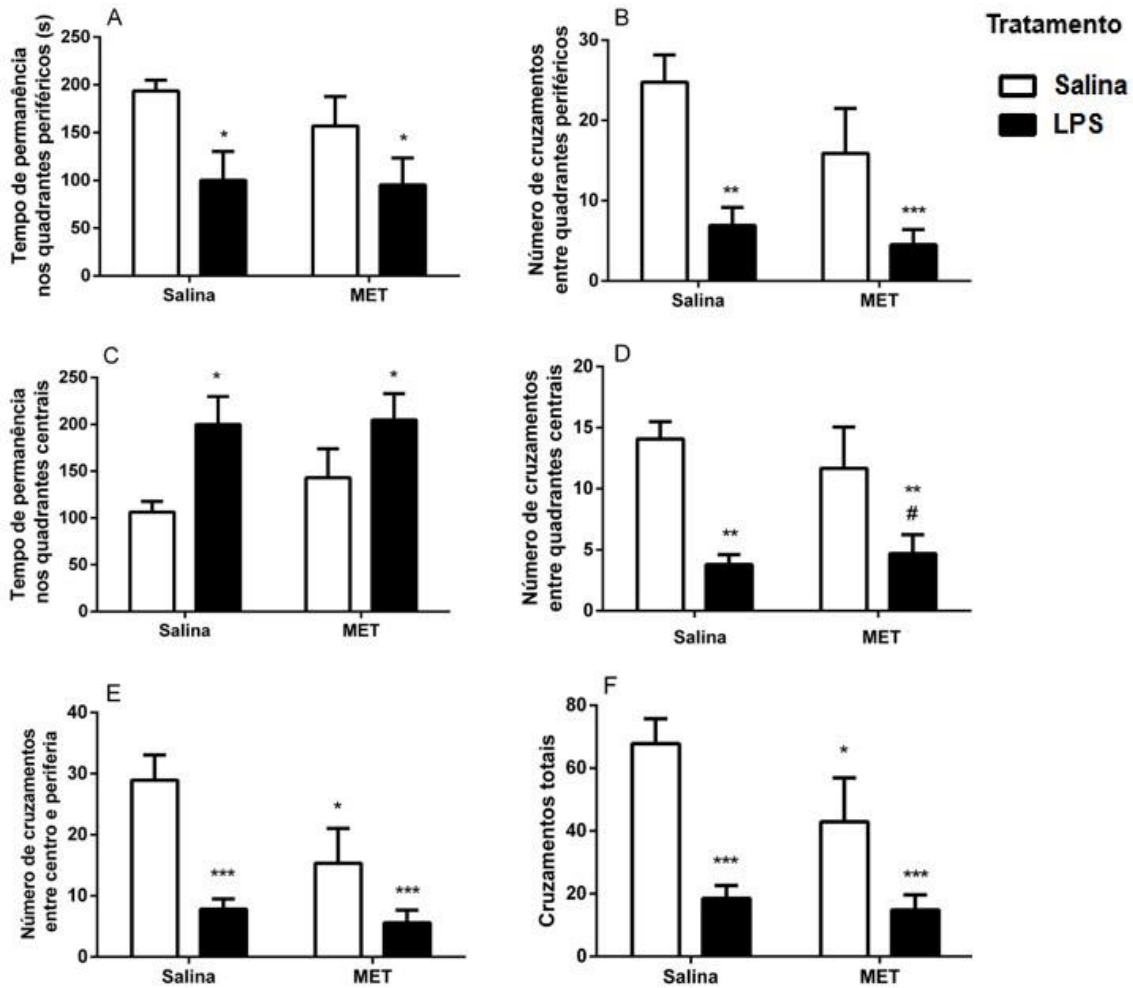 A
Tempo de permanência
nos quadrantes periféricos (s)
250
200
150
100
50
0
*
*
Salina
MET
B
Número de cruzamentos
entre quadrantes periféricos
30
20
10
0
**
***
Salina
MET
Tratamento
Salina
LPS
C
Tempo de permanência
nos quadrantes centrais
250
200
150
100
50
0
*
*
Salina
MET
D
Número de cruzamentos
entre quadrantes centrais
20
15
10
5
0
**
**
#
Salina
MET
E
Número de cruzamentos
entre centro e periferia
40
30
20
10
0
***
*
***
Salina
MET
F
Cruzamentos totais
80
60
40
20
0
***
*
***
Salina
MET